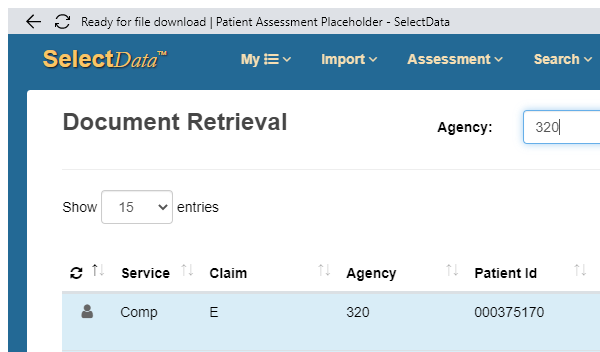 Ready for file download | Patient Assessment Placeholder - SelectData
SelectData™ My Import Assessment Search
Document Retrieval Agency: 320
Show 15 entries
Service Claim Agency Patient Id
Comp E 320 000375170